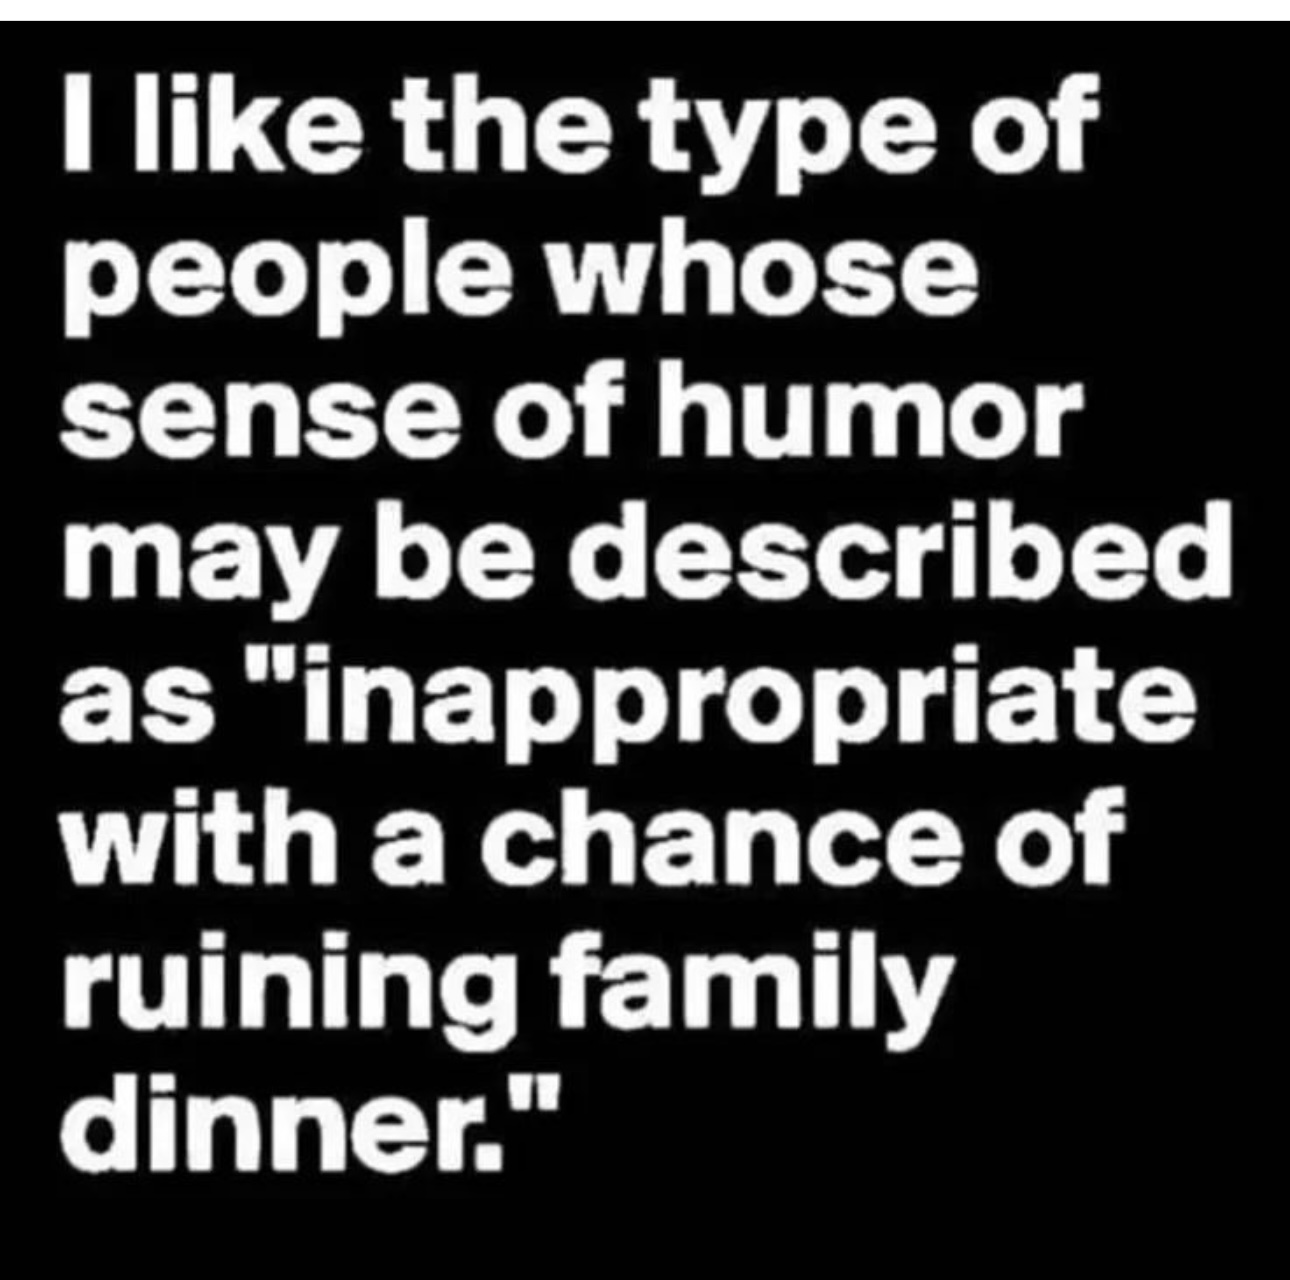 I like the type of
people whose
sense of humor
may be described
as "inappropriate
with a chance of
ruining family
dinner."